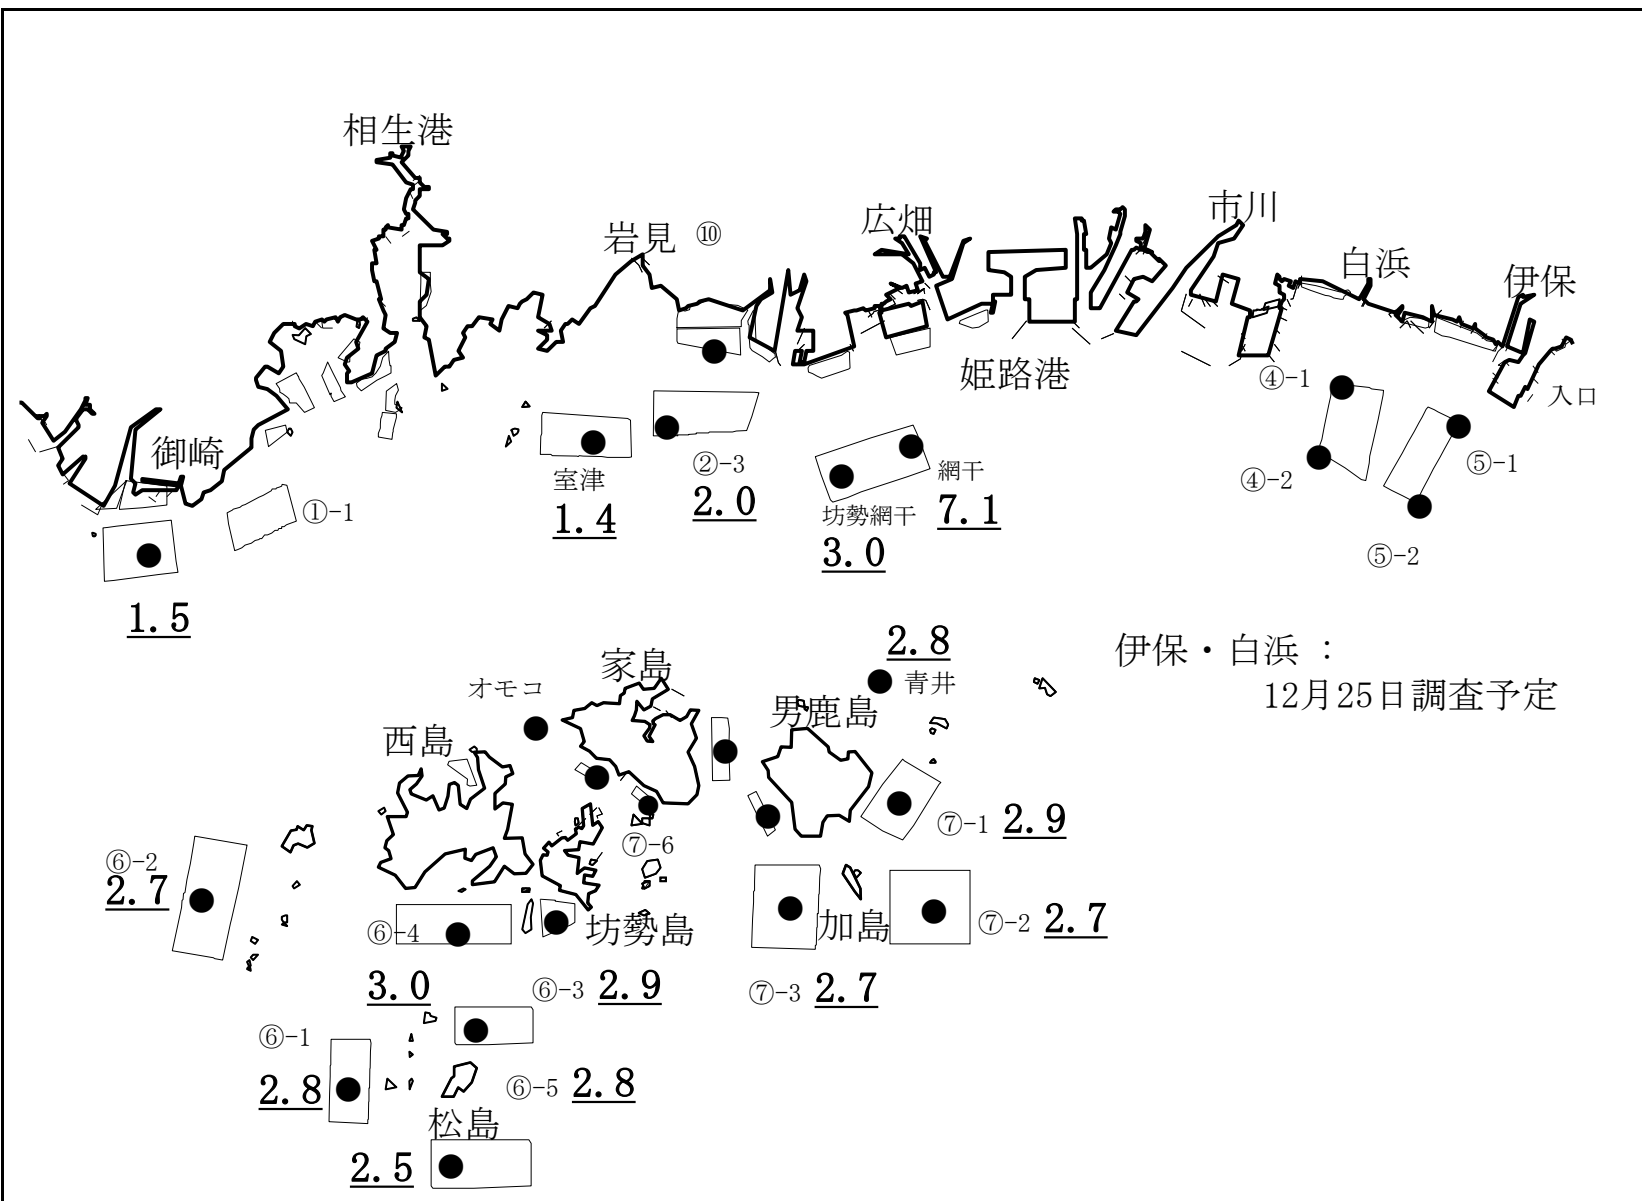 相生港
市川
広畑
岩見 ⑩
白浜
伊保
姫路港
④-1
入口
御崎
②-3
網干
⑤-1
④-2
室津
2.0
7.1
①-1
1.4
坊勢網干
3.0
⑤-2
1.5
2.8
伊保・白浜 :
12月25日調査予定
家島
オモコ
青井
男鹿島
西島
⑦-1 2.9
⑦-6
⑥-2
2.7
⑥-4
坊勢島
加島
⑦-2 2.7
3.0
⑥-3 2.9
⑦-3 2.7
⑥-1
2.8
⑥-5 2.8
松島
2.5